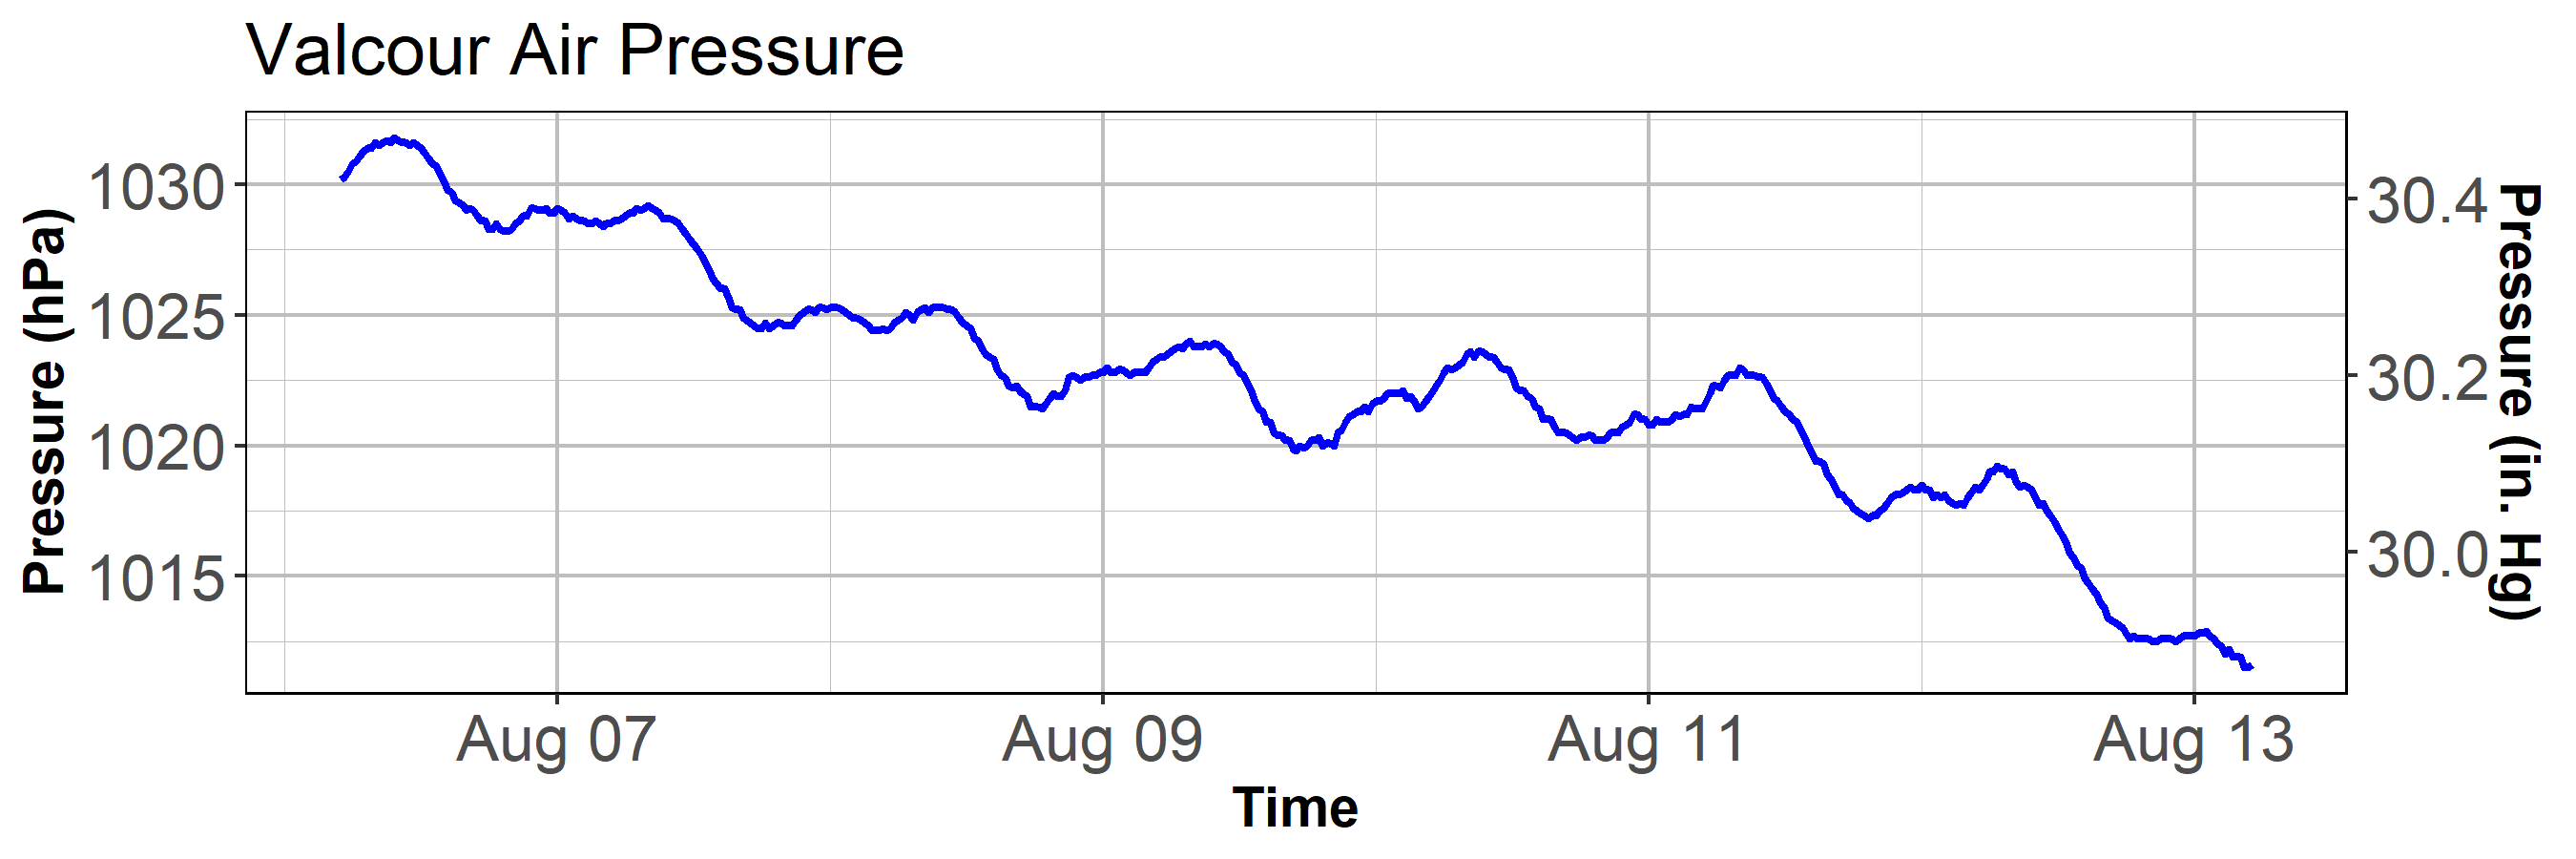 Valcour Air Pressure
Pressure (hPa)
1030
1025
1020
1015
30.4
30.2
30.0
Pressure (in. Hg)
Aug 07
Aug 09
Aug 11
Aug 13
Time